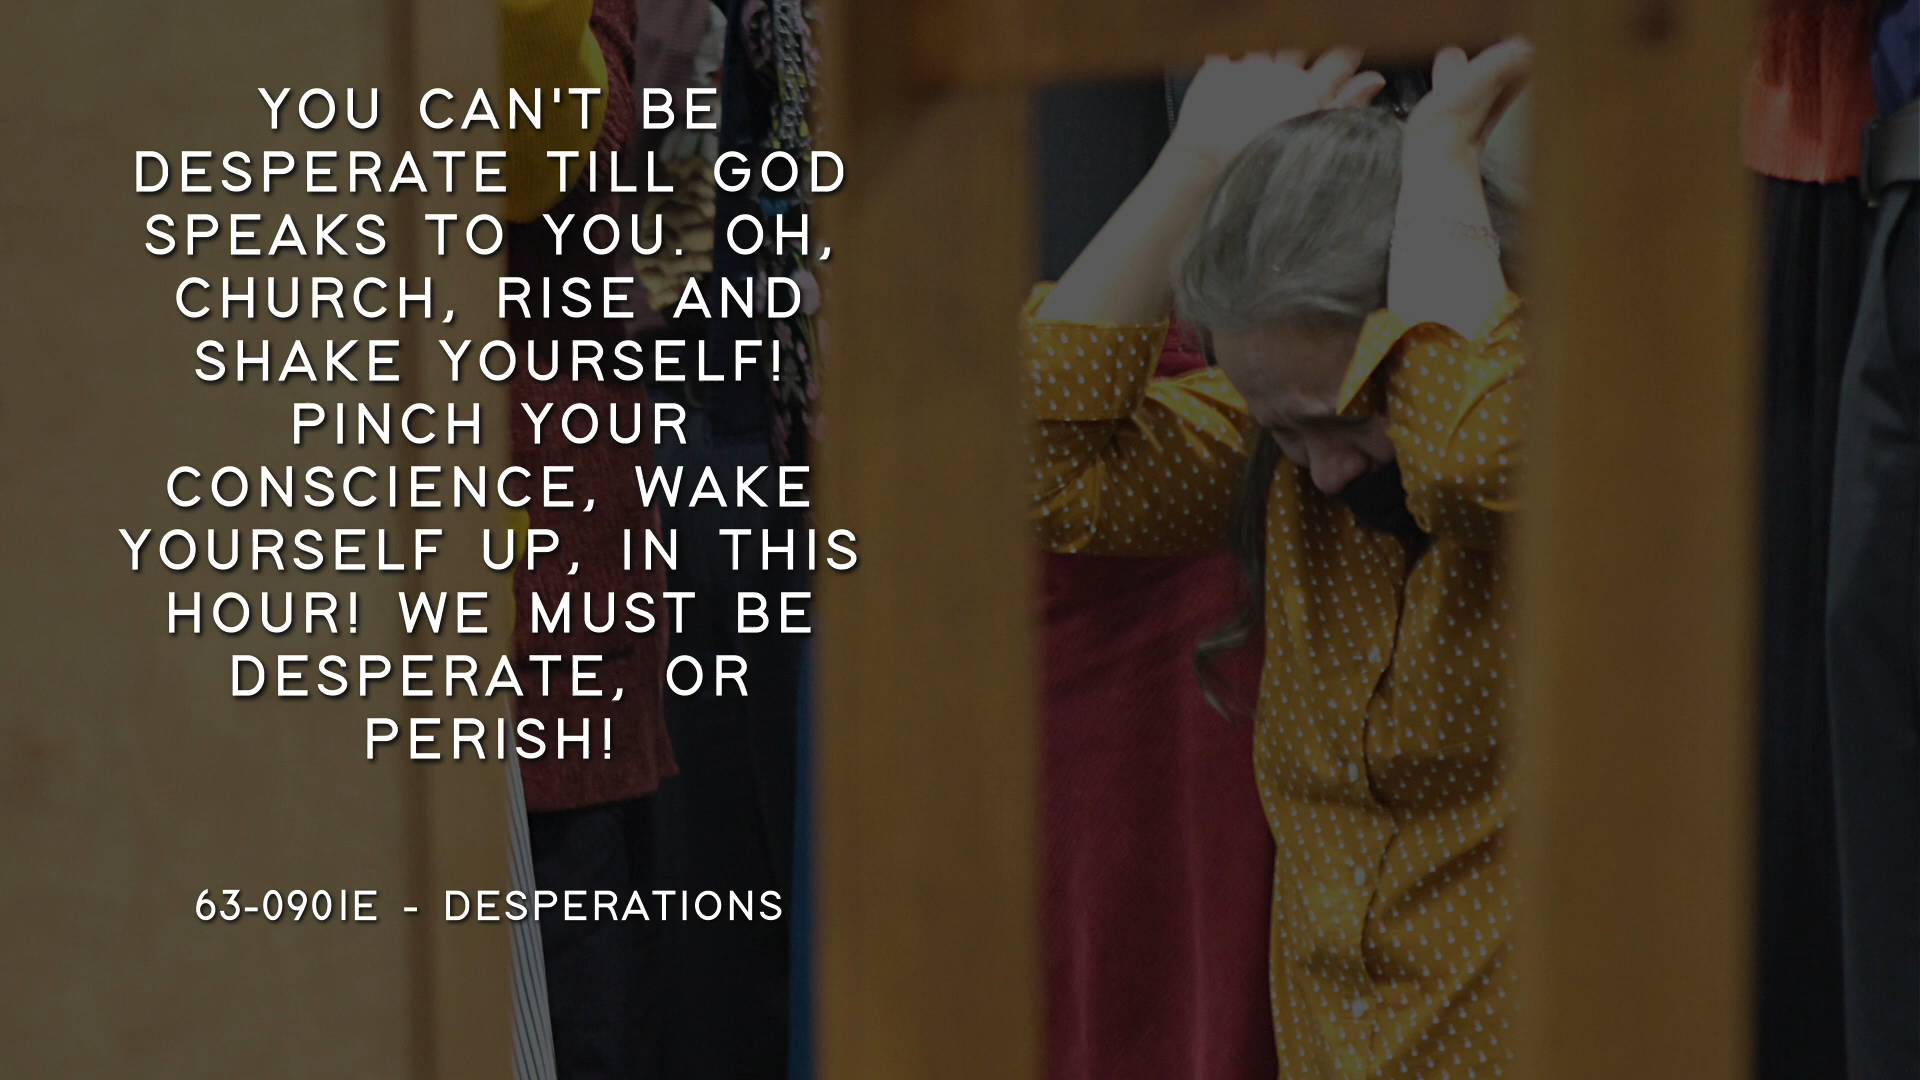 YOU CAN'T BE
DESPERATE TILL GOD
SPEAKS TO YOU. OH,
CHURCH, RISE AND
SHAKE YOURSELF!
PINCH YOUR
CONSCIENCE, WAKE
YOURSELF UP, IN THIS
HOUR! WE MUST BE
DESPERATE, OR
PERISH!
63-0901E - DESPERATIONS